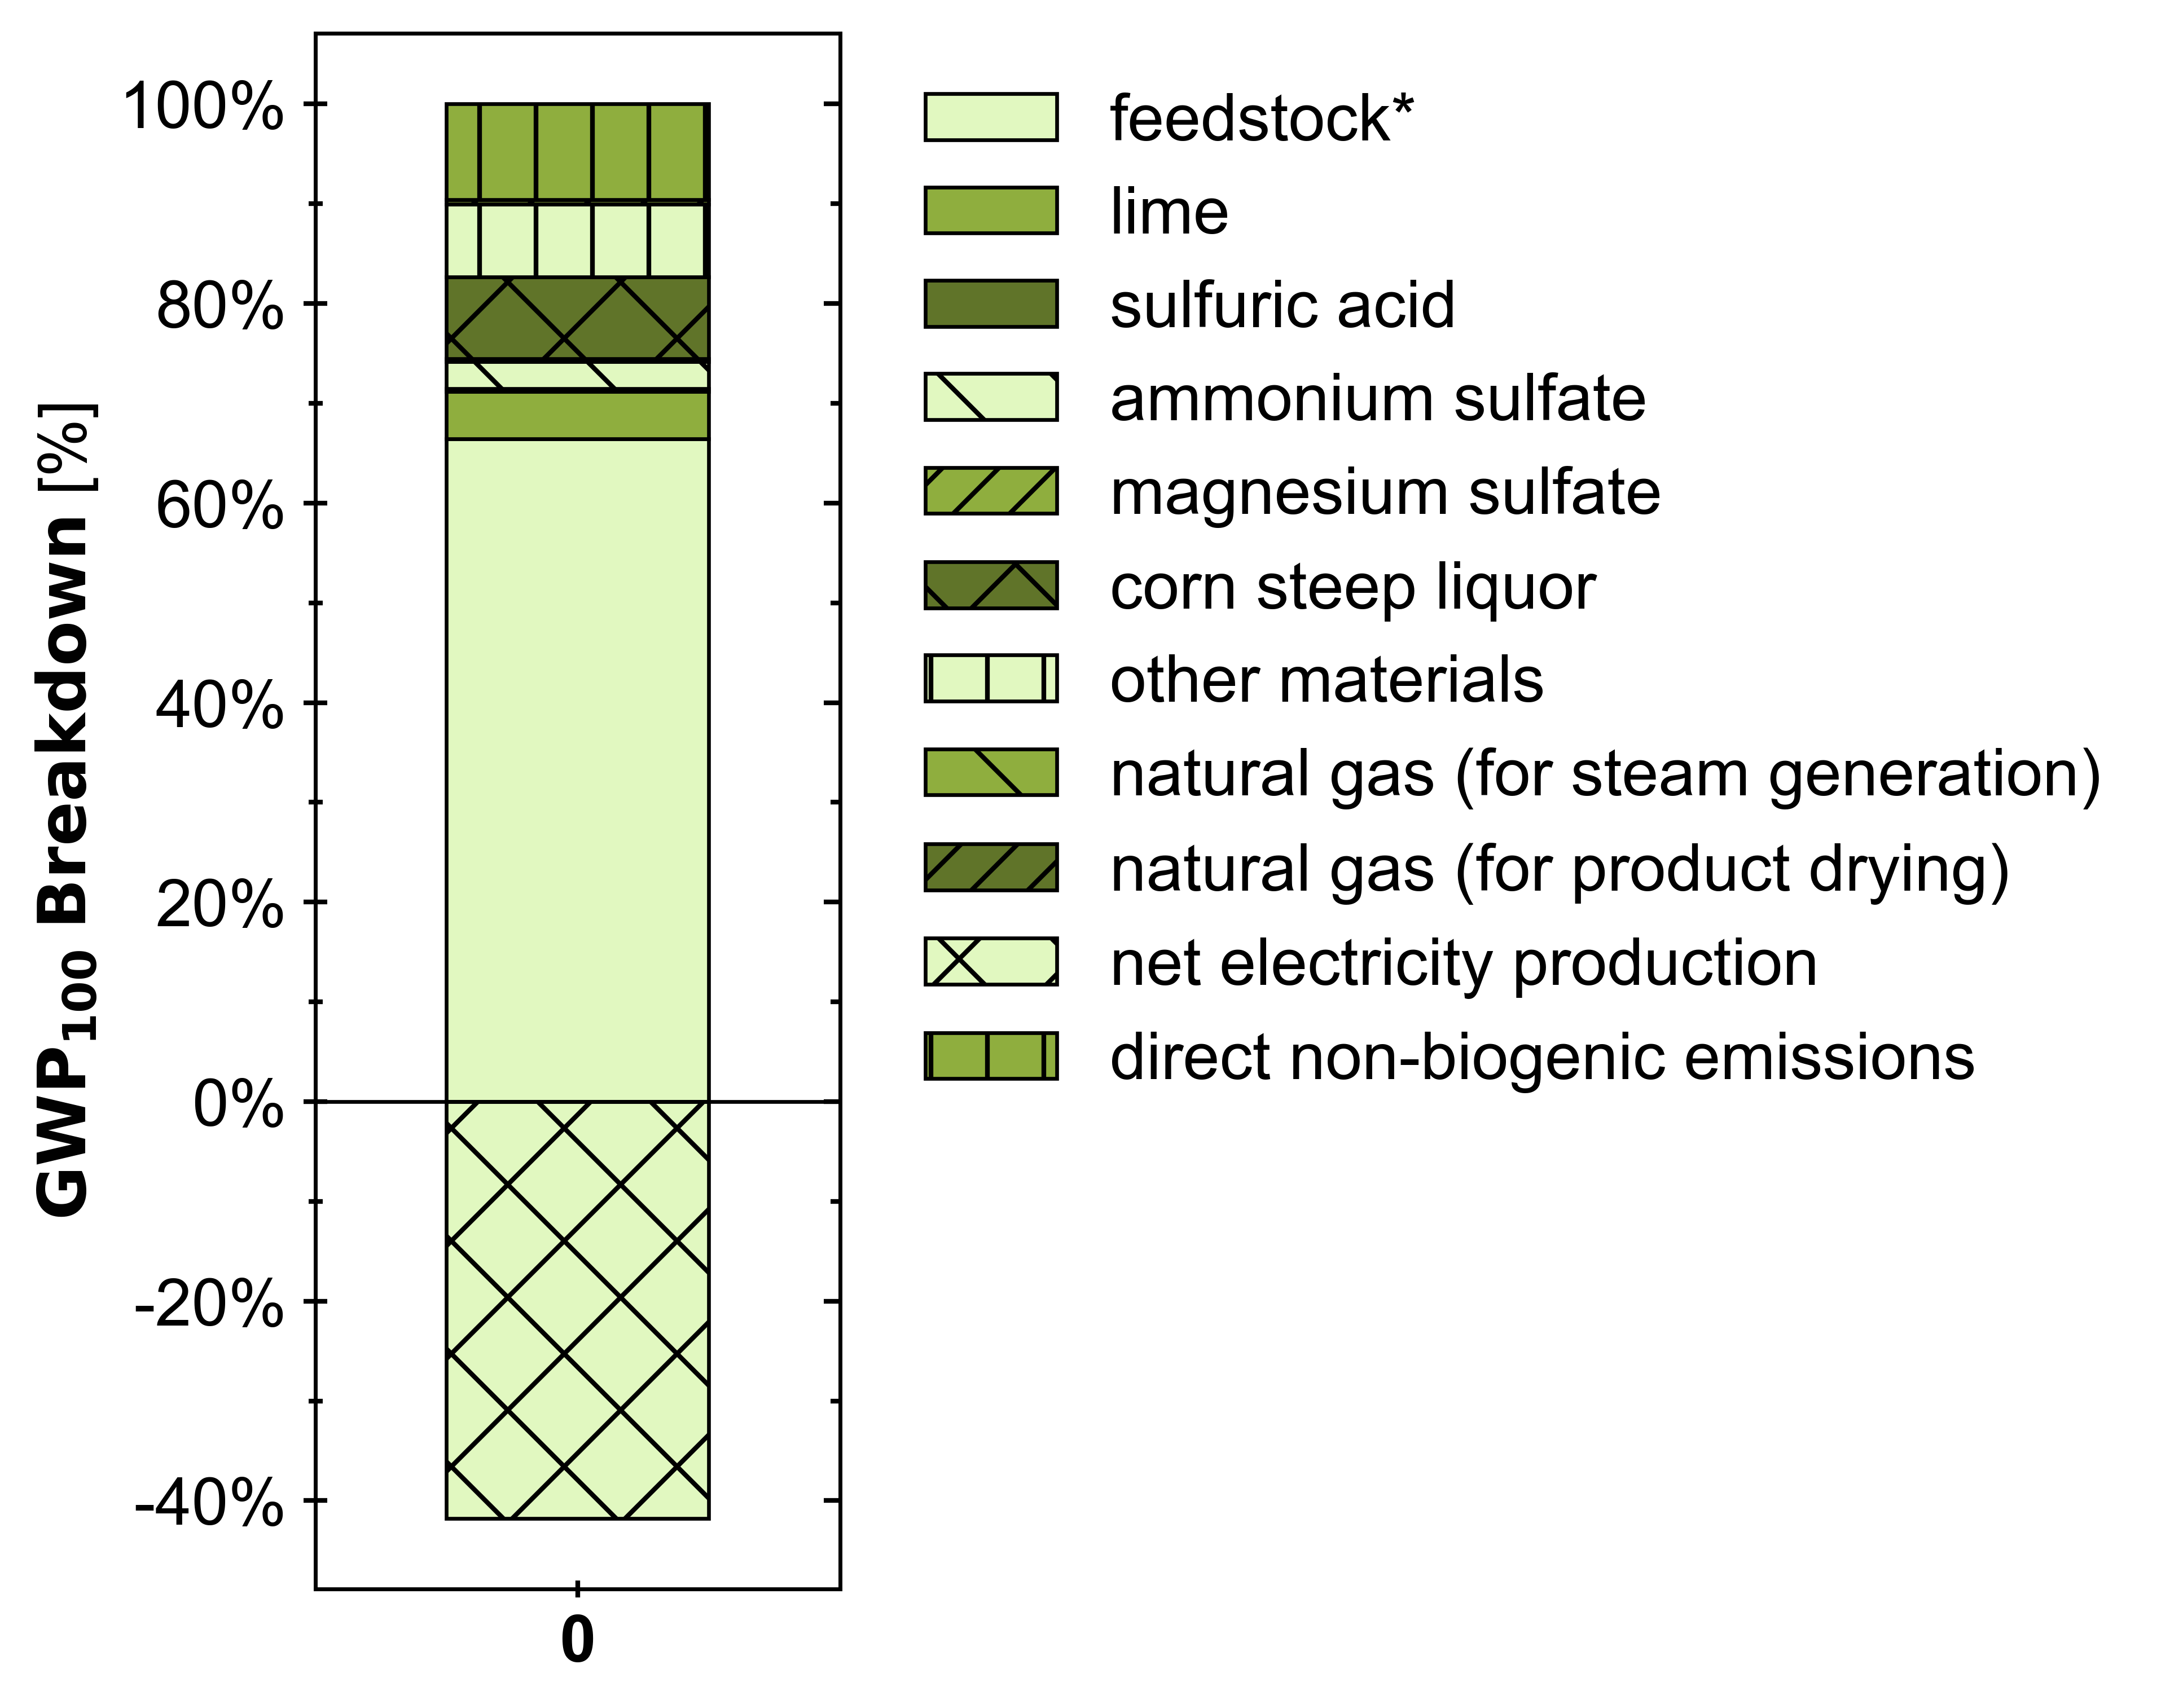 GWP₁₀₀ Breakdown [%]
100%
80%
60%
40%
20%
0%
-20%
-40%
0
feedstock*
lime
sulfuric acid
ammonium sulfate
magnesium sulfate
corn steep liquor
other materials
natural gas (for steam generation)
natural gas (for product drying)
net electricity production
direct non-biogenic emissions